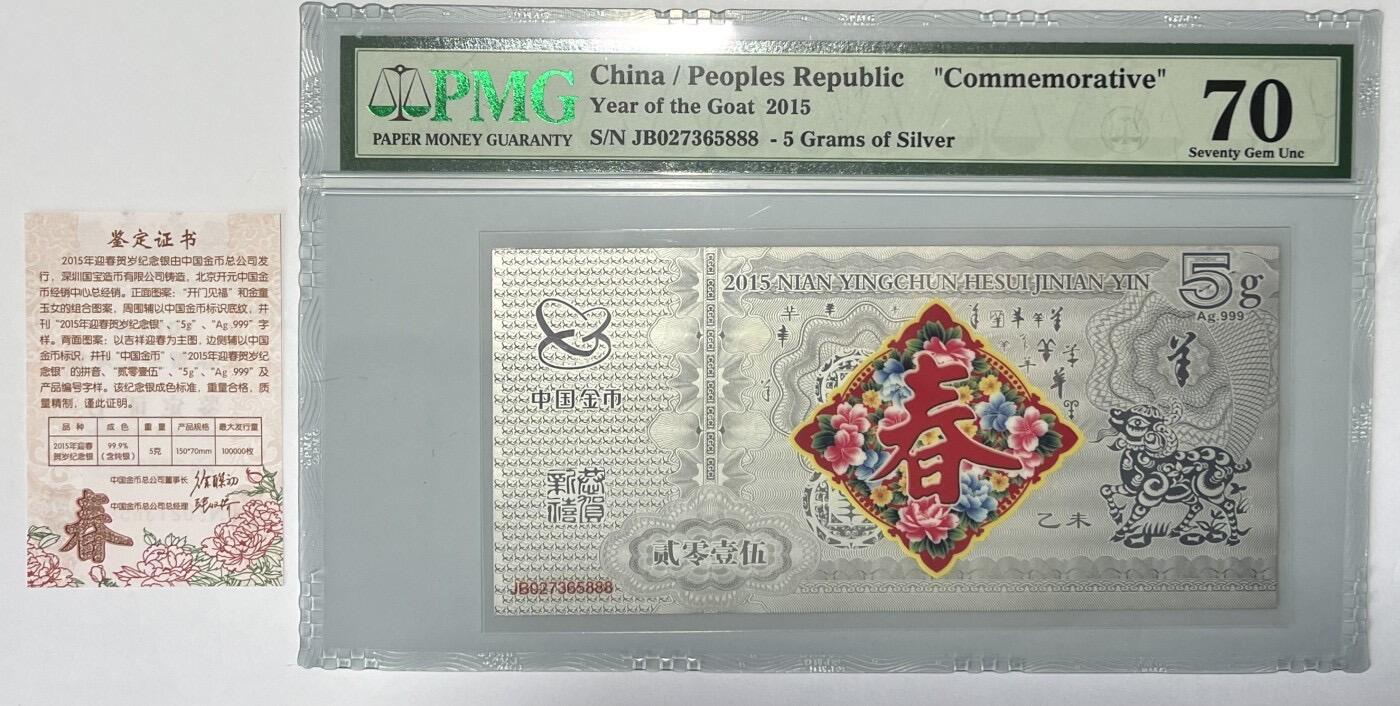 鉴定证书
2015年迎春贺岁纪念银由中国金币总公司发
行，深圳国宝造币有限公司铸造，北京开元中国金
币经销中心总经销。正面图案："开门见福"和金童
玉女的组合图案，周围辅以中国金币标识底纹，并
刊"2015年迎春贺岁纪念银"、"5g"、"Ag .999"字
样。背面图案：以吉祥迎春为主图，边侧辅以中国
金币标识，并刊"中国金币"、"2015年迎春贺岁纪
念银"的拼音、"贰零壹伍"、"5g"、"Ag .999"及
产品编号字样。该纪念银成色标准，重量合格，质
量精制，谨此证明。
品 种 成 色 重 量 产品规格 最大发行量
2015年迎春贺岁纪念银 99.9%(含纯银) 5克 150*70mm 100000枚
中国金币总公司董事长
中国金币总公司总经理
春
PMG
PAPER MONEY GUARANTY
China / Peoples Republic "Commemorative"
Year of the Goat 2015
S/N JB027365888 - 5 Grams of Silver
70
Seventy Gem Unc
2015 NIAN YINGCHUN HESUI JINIAN YIN
5g
Ag.999
中国金币
恭贺新禧
春
羊
乙未
贰零壹伍
JB027365888